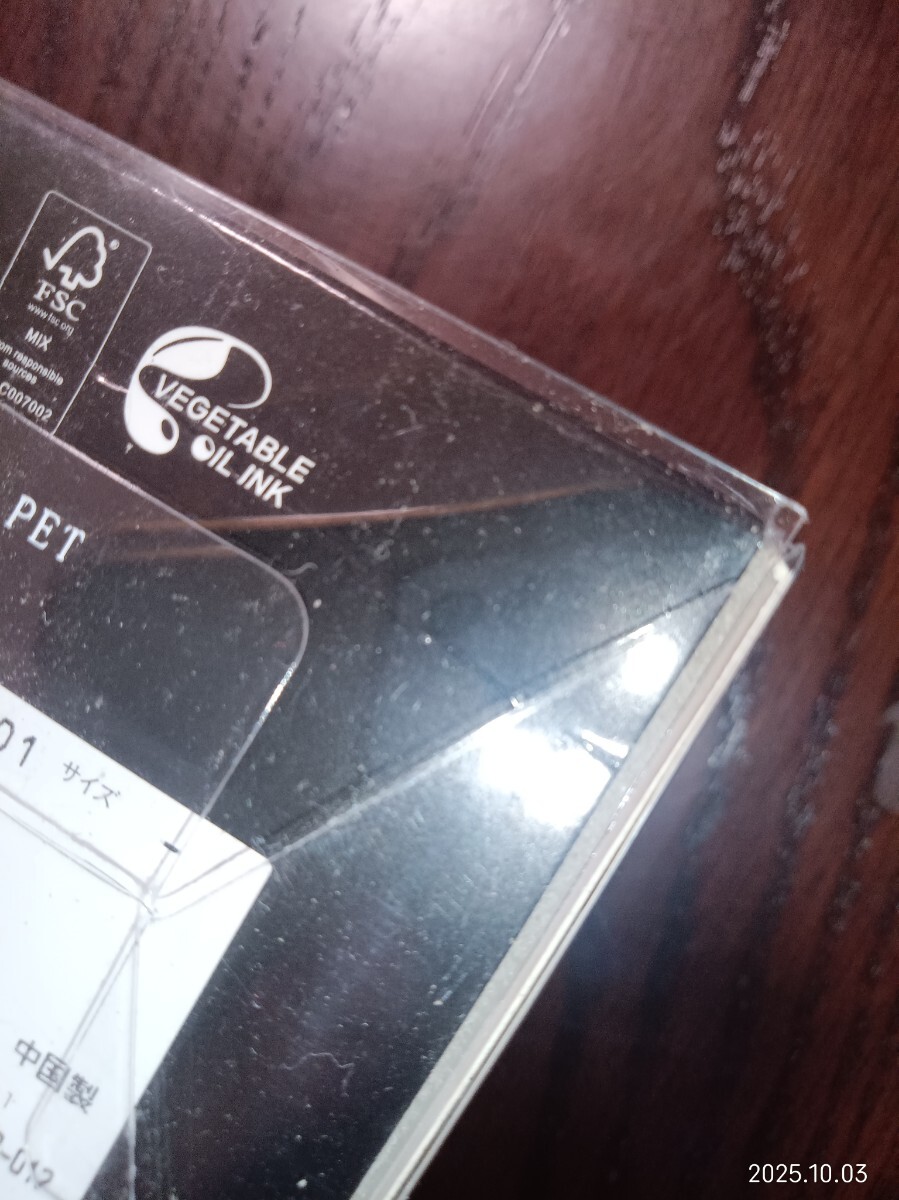 FSC
www.fsc.org
MIX
responsible
sources
C007002
VEGETABLE
OIL INK
PET
01 サイズ
中国製
2025.10.03